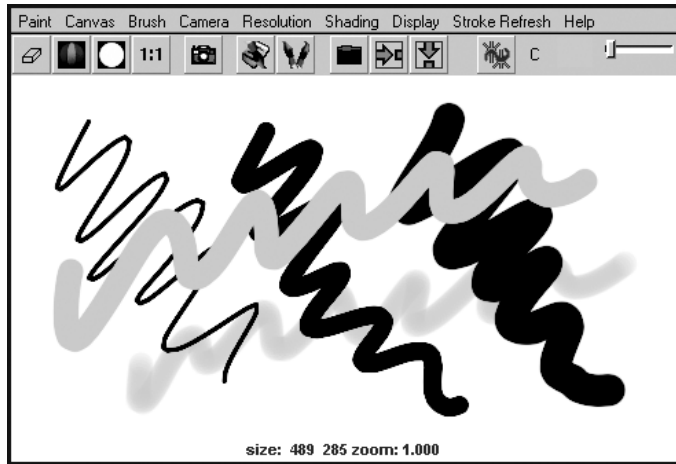 Paint Canvas Brush Camera Resolution Shading Display Stroke Refresh Help
1:1 C
size: 489 285 zoom: 1.000